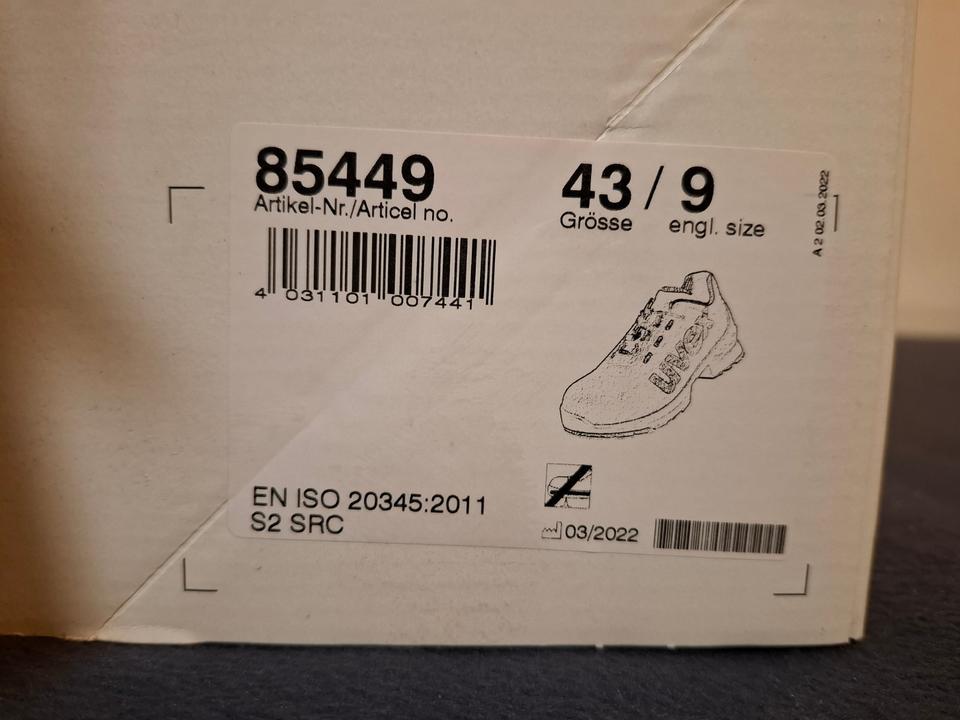 85449
Artikel-Nr./Articel no.
4 031101 007441
43 / 9
Grösse engl. size
A 2 02.03.2022
uvex
EN ISO 20345:2011
S2 SRC
03/2022